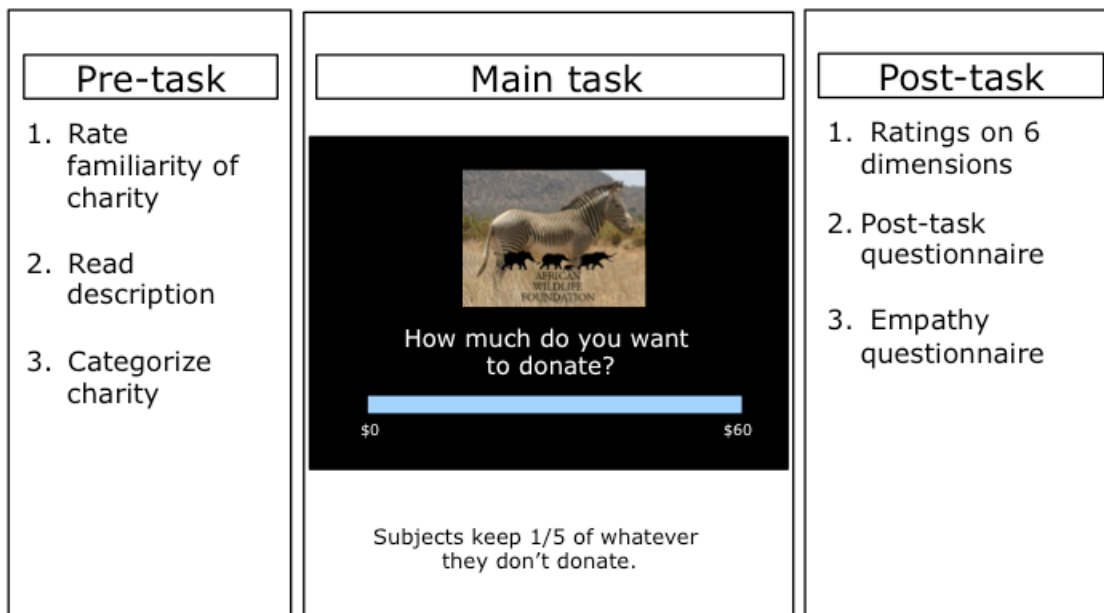 Pre-task
1. Rate
familiarity of
charity
2. Read
description
3. Categorize
charity
Main task
AFRICAN
WILDLIFE
FOUNDATION
How much do you want
to donate?
$0
$60
Subjects keep 1/5 of whatever
they don't donate.
Post-task
1. Ratings on 6
dimensions
2. Post-task
questionnaire
3. Empathy
questionnaire